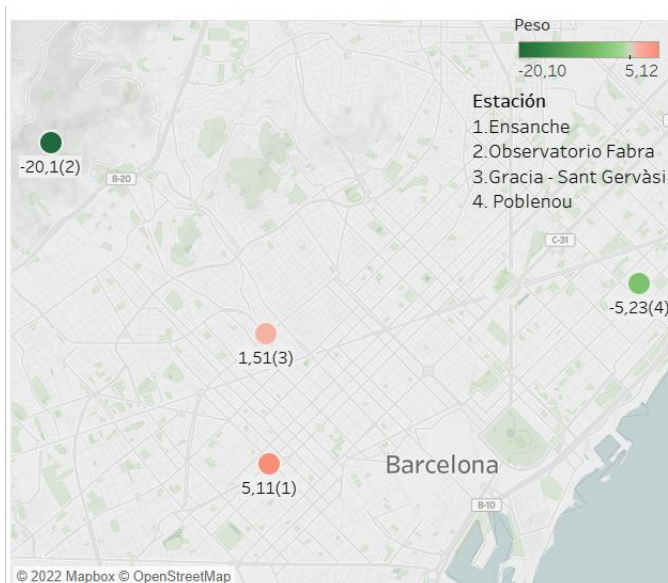 Peso
-20,10 5,12
Estación
1.Ensanche
2.Observatorio Fabra
3.Gracia - Sant Gervàsi
4. Poblenou
-20,1(2)
B-20
C-31
-5,23(4)
1,51(3)
Barcelona
5,11(1)
B-10
© 2022 Mapbox © OpenStreetMap